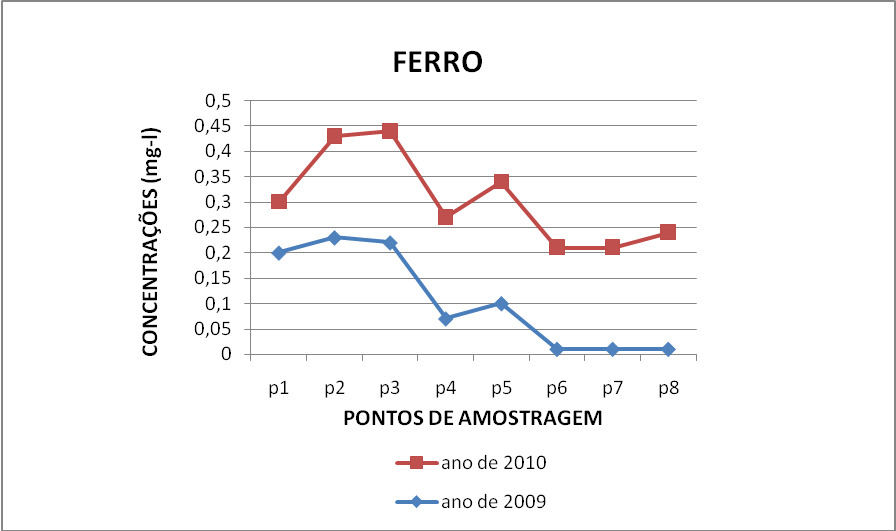 FERRO
CONCENTRAÇÕES (mg-l)
0,5
0,45
0,4
0,35
0,3
0,25
0,2
0,15
0,1
0,05
0
p1 p2 p3 p4 p5 p6 p7 p8
PONTOS DE AMOSTRAGEM
ano de 2010
ano de 2009